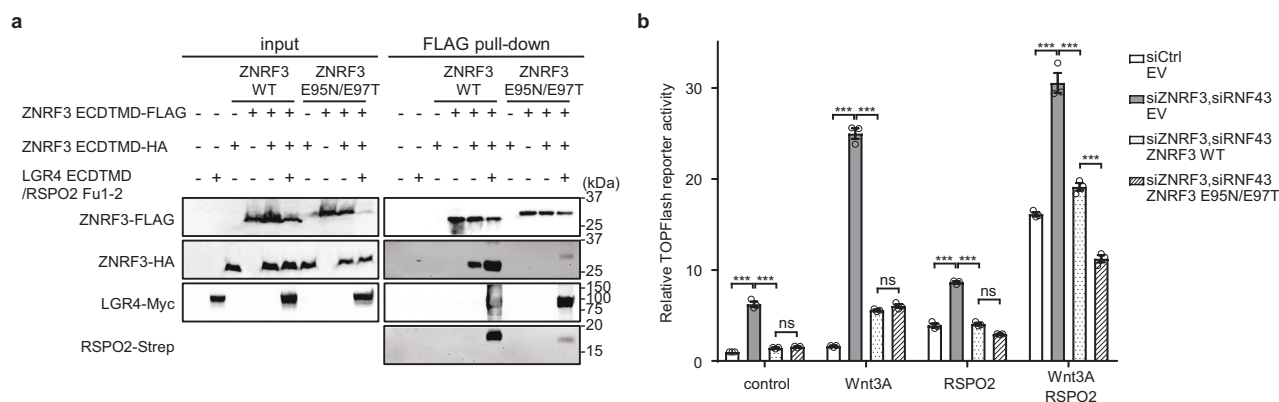 a
input
FLAG pull-down
ZNRF3
WT
ZNRF3
E95N/E97T
ZNRF3
WT
ZNRF3
E95N/E97T
ZNRF3 ECDTMD-FLAG
- - - + + + - + + +
- - - + + + - + + +
ZNRF3 ECDTMD-HA
- - + - + + + - + +
- - + - + + + - + +
LGR4 ECDTMD
/RSPO2 Fu1-2
- + - - - + - - - +
- + - - - + - - - +
(kDa)
ZNRF3-FLAG
37
25
ZNRF3-HA
37
25
LGR4-Myc
150
100
75
RSPO2-Strep
20
15
b
Relative TOPFlash reporter activity
30
20
10
0
*** ***
ns
*** ***
ns
*** ***
ns
*** ***
***
control
Wnt3A
RSPO2
Wnt3A
RSPO2
siCtrl
EV
siZNRF3,siRNF43
EV
siZNRF3,siRNF43
ZNRF3 WT
siZNRF3,siRNF43
ZNRF3 E95N/E97T